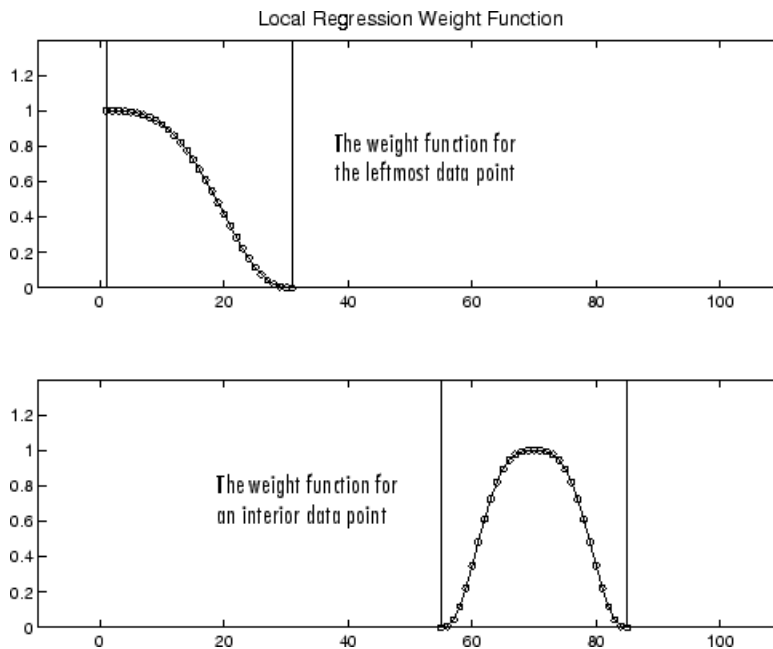 Local Regression Weight Function
1.2
1
0.8
0.6
0.4
0.2
0
The weight function for
the leftmost data point
0 20 40 60 80 100
1.2
1
0.8
0.6
0.4
0.2
0
The weight function for
an interior data point
0 20 40 60 80 100